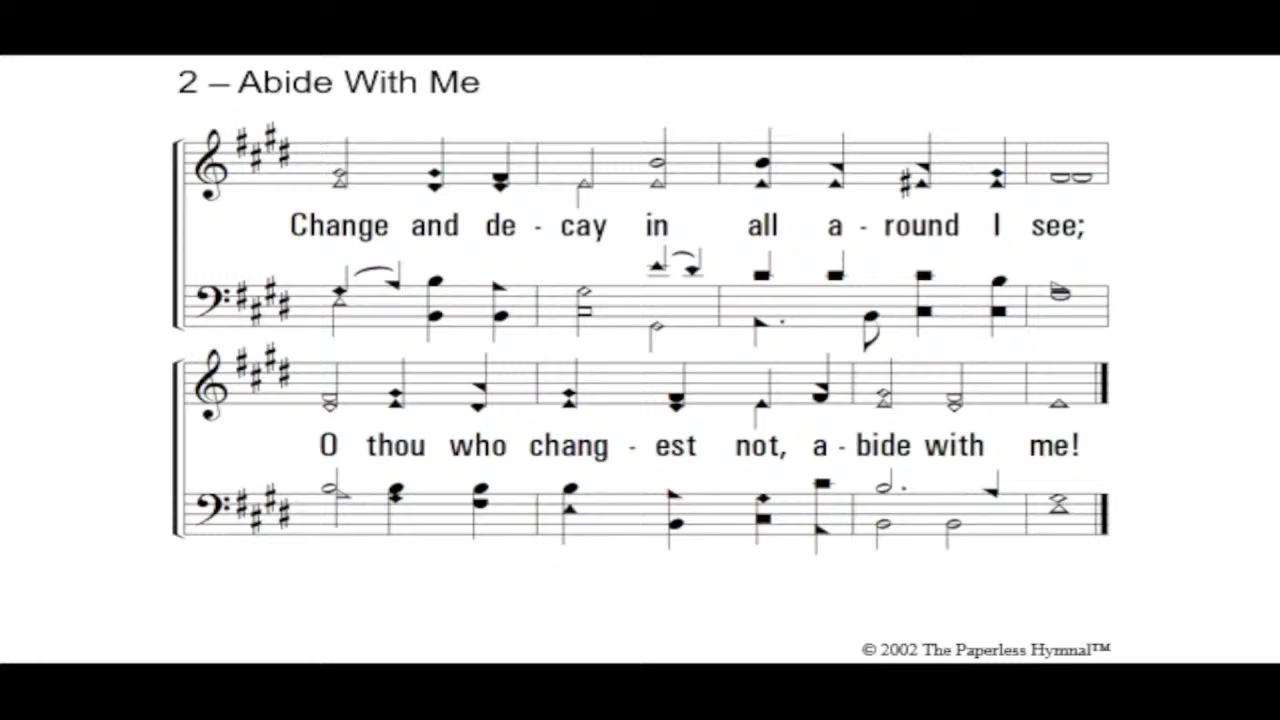 2 – Abide With Me
Change and de - cay in all a - round I see;
O thou who chang - est not, a - bide with me!
© 2002 The Paperless Hymnal™